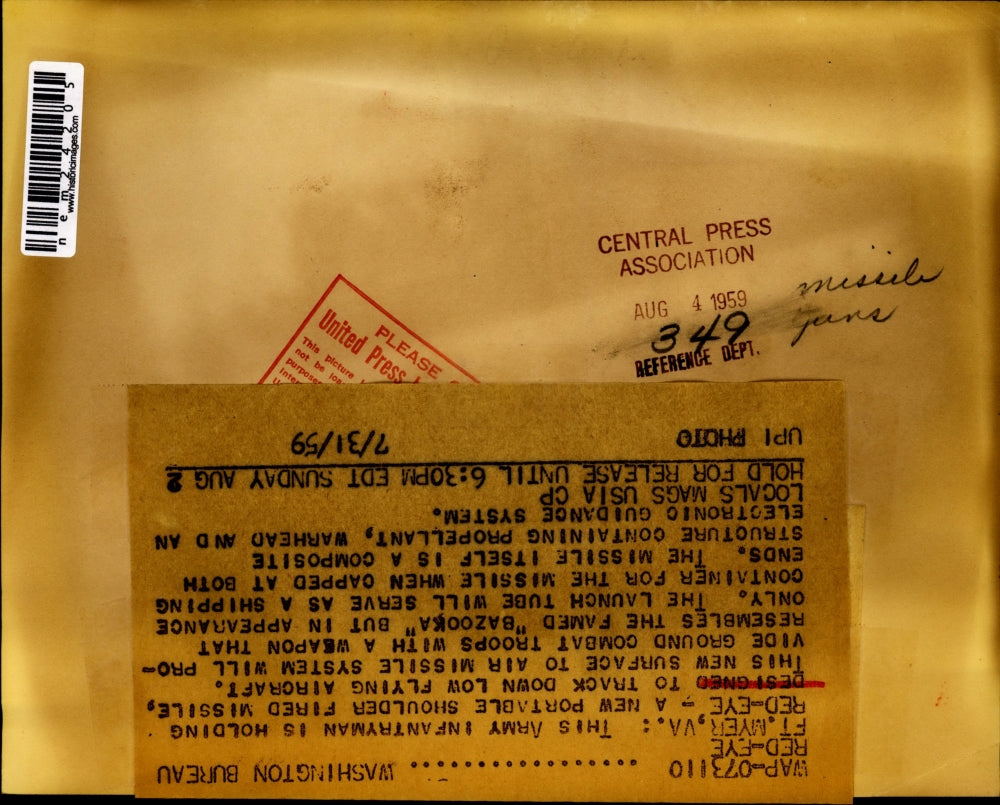 nem24205
www.historicimages.com
CENTRAL PRESS
ASSOCIATION
AUG 4 1959
349
REFERENCE DEPT.
missile
guns
PLEASE
United Press
This picture
not be
purposes
WAP-073110 .................. WASHINGTON BUREAU
RED-EYE
FT. MYER, VA.: THIS ARMY INFANTRYMAN IS HOLDING
RED-EYE - A NEW PORTABLE SHOULDER FIRED MISSILE,
DESIGNED TO TRACK DOWN LOW FLYING AIRCRAFT.
THIS NEW SURFACE TO AIR MISSILE SYSTEM WILL PRO-
VIDE GROUND COMBAT TROOPS WITH A WEAPON THAT
RESEMBLES THE FAMED "BAZOOKA" BUT IN APPEARANCE
ONLY. THE LAUNCH TUBE WILL SERVE AS A SHIPPING
CONTAINER FOR THE MISSILE WHEN CAPPED AT BOTH
ENDS. THE MISSILE ITSELF IS A COMPOSITE
STRUCTURE CONTAINING PROPELLANT, WARHEAD AND AN
ELECTRONIC GUIDANCE SYSTEM.
LOCALS MAGS USIA CP
HOLD FOR RELEASE UNTIL 6:30PM EDT SUNDAY AUG 2
UPI PHOTO 7/31/59